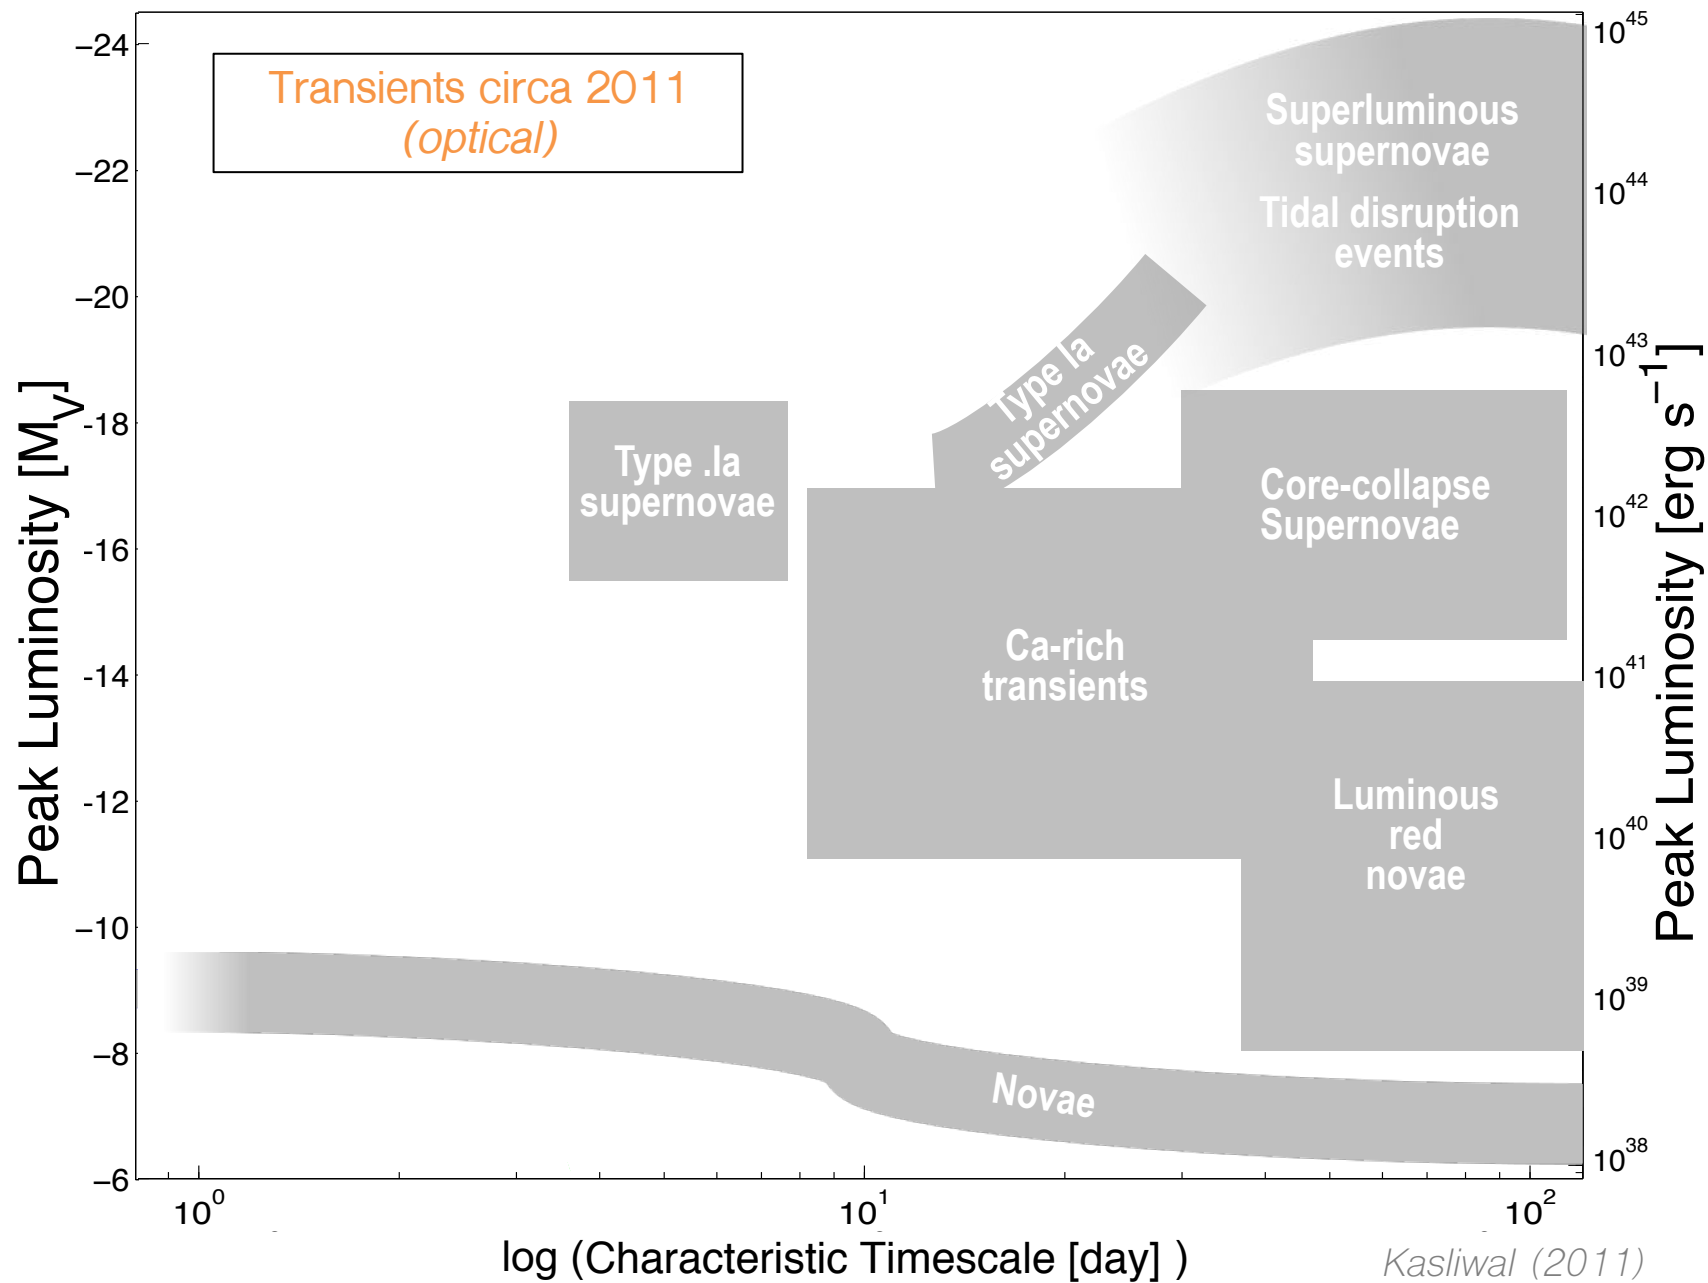 Transients circa 2011
(optical)
Superluminous
supernovae
Tidal disruption
events
Type Ia
supernovae
Type .Ia
supernovae
Core-collapse
Supernovae
Ca-rich
transients
Luminous
red
novae
Novae
Peak Luminosity [M_V]
−24
−22
−20
-18
-16
-14
-12
−10
−8
−6
10^45
10^44
10^43
10^42
10^41
10^40
10^39
10^38
Peak Luminosity [erg s^−1]
10^0
10^1
10^2
log (Characteristic Timescale [day] )
Kasliwal (2011)